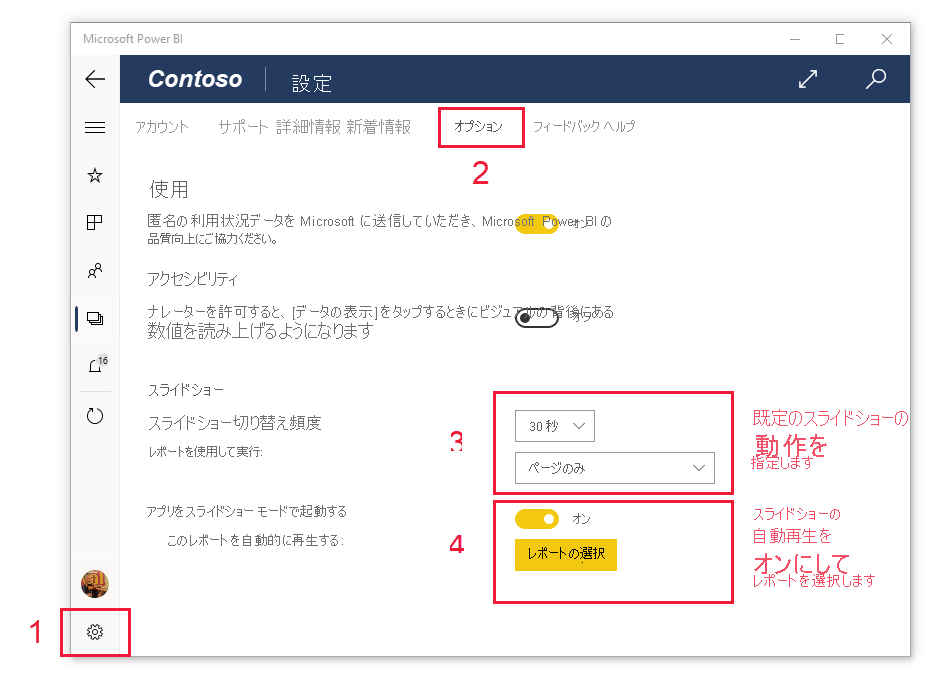 Microsoft Power BI
Contoso
設定
アカウント
サポート 詳細情報 新着情報
オプション
フィードバック ヘルプ
2
使用
匿名の利用状況データを Microsoft に送信していただき、Microsoft Power BI の
品質向上にご協力ください。
オン
アクセシビリティ
ナレーターを許可すると、[データの表示]をタップするときにビジュアルの背後にある
数値を読み上げるようになります
オフ
16
スライドショー
スライドショー切り替え頻度
30 秒
レポートを使用して実行:
ページのみ
3
既定のスライドショーの
動作を
指定します
アプリをスライドショー モードで起動する
オン
このレポートを自動的に再生する:
レポートの選択
4
スライドショーの
自動再生を
オンにして
レポートを選択します
1